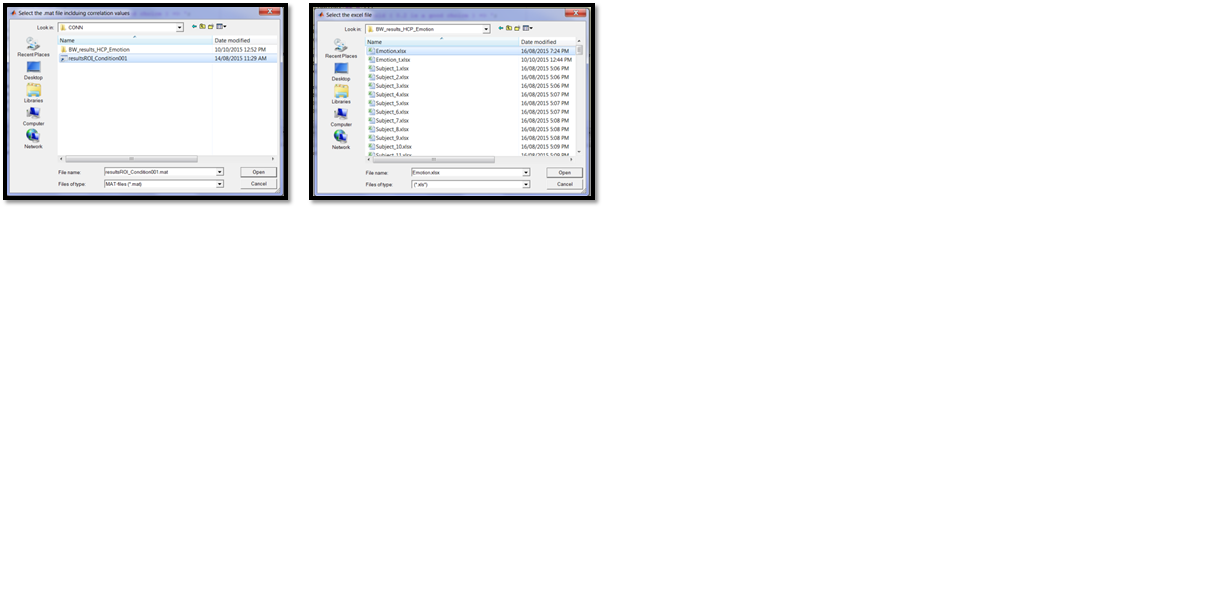 Select the .mat file inclduing correlation values
Look in: CONN
Name Date modified
BW_results_HCP_Emotion 10/10/2015 12:52 PM
resultsROI_Condition001 14/08/2015 11:29 AM
Recent Places
Desktop
Libraries
Computer
Network
File name: resultsROI_Condition001.mat Open
Files of type: MAT-files (*.mat) Cancel
Select the excel file
Look in: BW_results_HCP_Emotion
Name Date modified
Emotion.xlsx 16/08/2015 7:24 PM
Emotion_t.xlsx 10/10/2015 12:44 PM
Subject_1.xlsx 16/08/2015 5:06 PM
Subject_2.xlsx 16/08/2015 5:06 PM
Subject_3.xlsx 16/08/2015 5:06 PM
Subject_4.xlsx 16/08/2015 5:07 PM
Subject_5.xlsx 16/08/2015 5:07 PM
Subject_6.xlsx 16/08/2015 5:07 PM
Subject_7.xlsx 16/08/2015 5:08 PM
Subject_8.xlsx 16/08/2015 5:08 PM
Subject_9.xlsx 16/08/2015 5:08 PM
Subject_10.xlsx 16/08/2015 5:09 PM
Subject_11.xlsx 16/08/2015 5:09 PM
Recent Places
Desktop
Libraries
Computer
Network
File name: Emotion.xlsx Open
Files of type: (*.xls*) Cancel